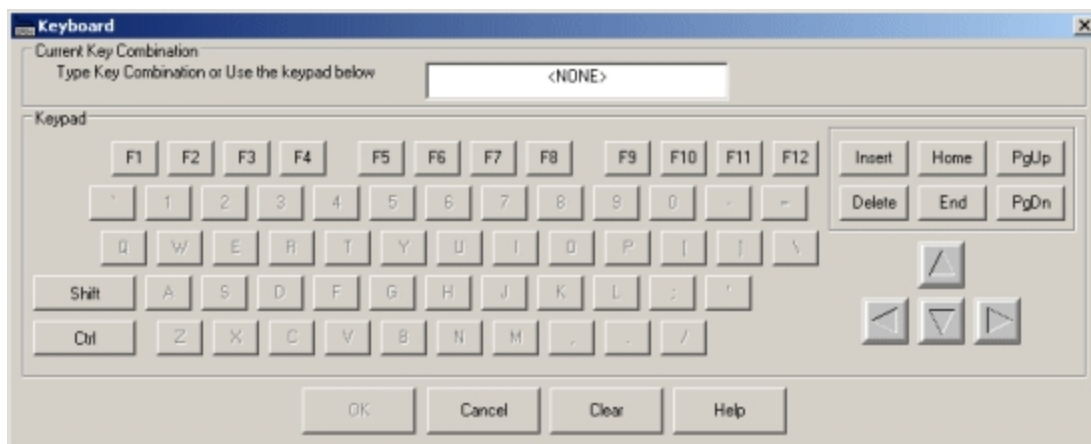 Keyboard
Current Key Combination
Type Key Combination or Use the keypad below <NONE>
Keypad
F1 F2 F3 F4 F5 F6 F7 F8 F9 F10 F11 F12 Insert Home PgUp
` 1 2 3 4 5 6 7 8 9 0 - = Delete End PgDn
Q W E R T Y U I O P [ ] \
Shift A S D F G H J K L ; '
Ctrl Z X C V B N M , . /
OK Cancel Clear Help